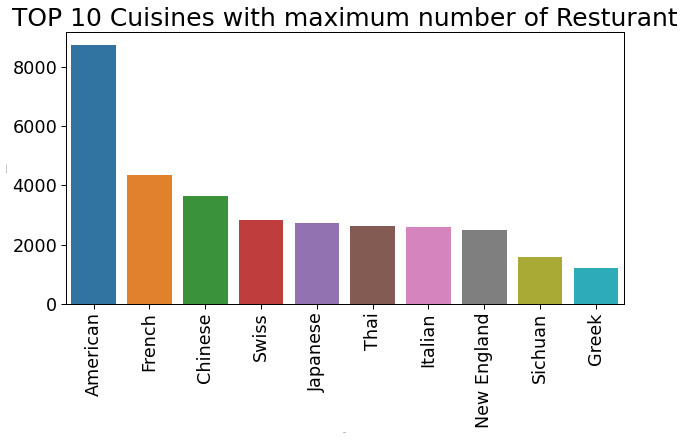 TOP 10 Cuisines with maximum number of Resturant
8000
6000
4000
2000
0
American
French
Chinese
Swiss
Japanese
Thai
Italian
New England
Sichuan
Greek